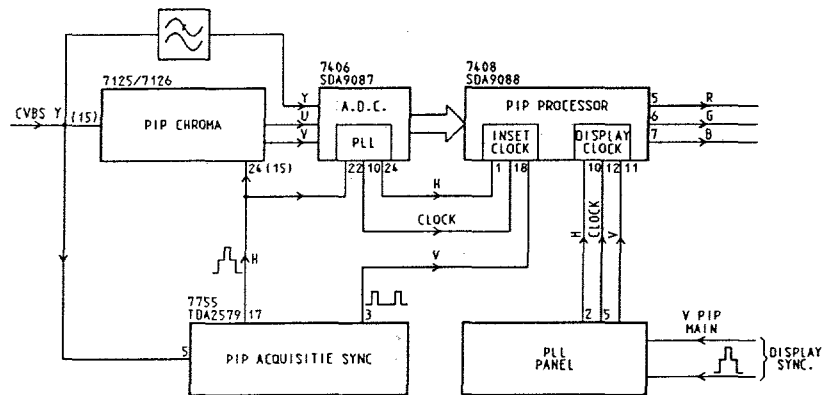 7125/7126
CVBS Y
(15)
PIP CHROMA
24(15)
Y
U
V
7406
SDA9087
A.D.C.
PLL
22 10 24
7408
SDA9088
PIP PROCESSOR
INSET
CLOCK
DISPLAY
CLOCK
1 18
10 12 11
5 R
6 G
7 B
H
CLOCK
V
H
H
CLOCK
V
7755
TDA2579
17
3
5
PIP ACQUISITIE SYNC
2 5
PLL
PANEL
V PIP
MAIN
DISPLAY
SYNC.